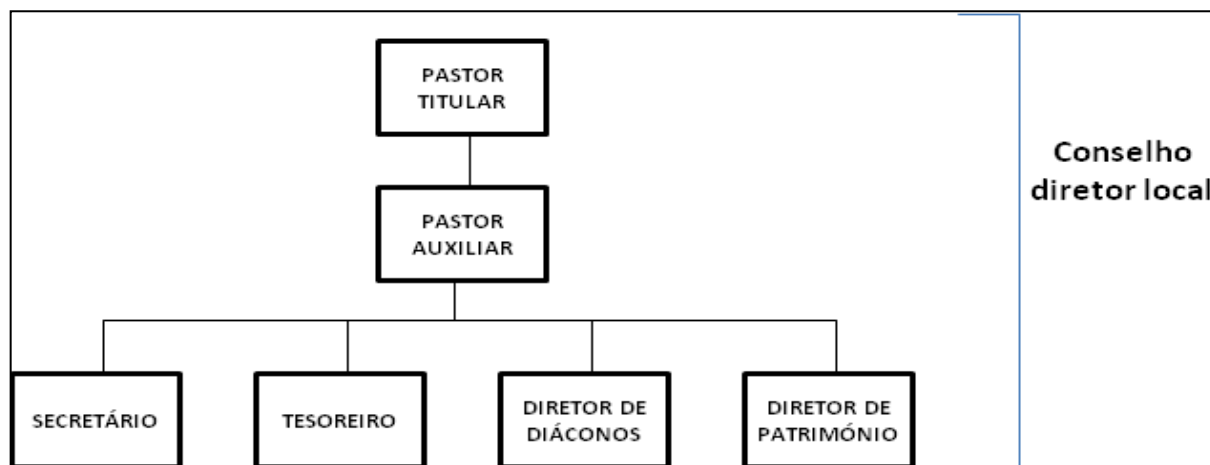 PASTOR
TITULAR
Conselho
diretor local
PASTOR
AUXILIAR
SECRETÁRIO
TESOREIRO
DIRETOR DE
DIÁCONOS
DIRETOR DE
PATRIMÓNIO